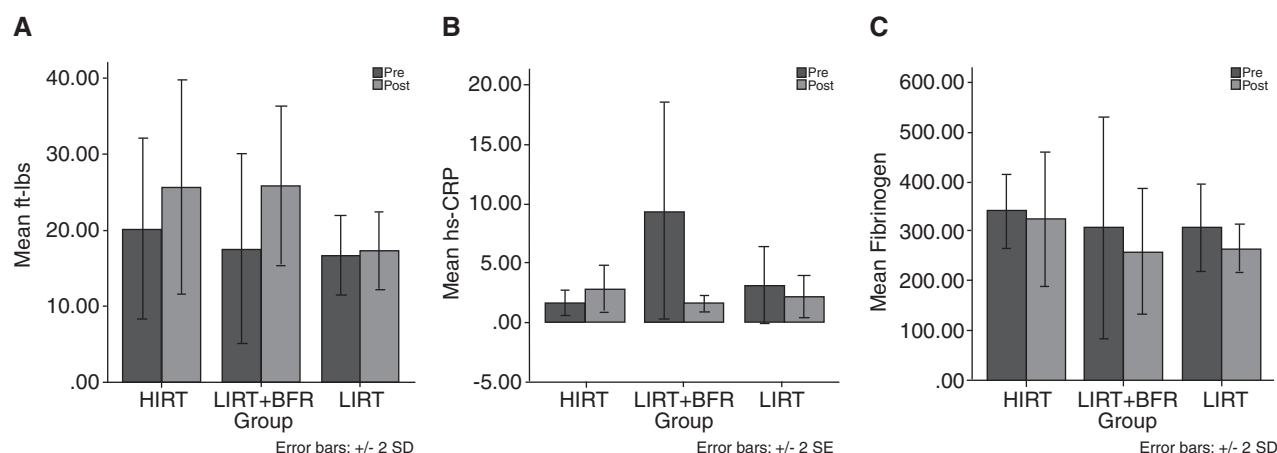 A
Pre
Post
40.00
30.00
20.00
10.00
.00
Mean ft-lbs
HIRT LIRT+BFR LIRT
Group
Error bars: +/- 2 SD
B
Pre
Post
20.00
15.00
10.00
5.00
.00
-5.00
Mean hs-CRP
HIRT LIRT+BFR LIRT
Group
Error bars: +/- 2 SE
C
Pre
Post
600.00
500.00
400.00
300.00
200.00
100.00
.00
Mean Fibrinogen
HIRT LIRT+BFR LIRT
Group
Error bars: +/- 2 SD